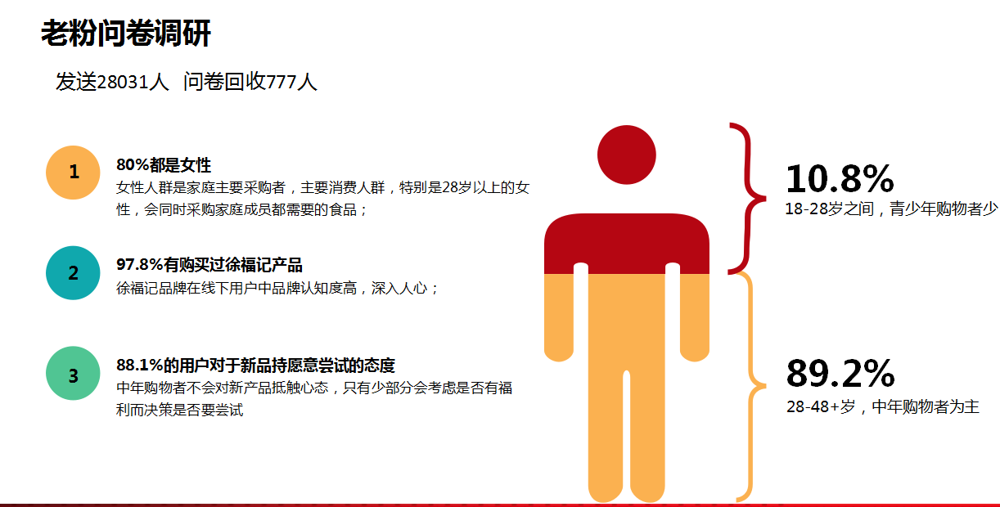 老粉问卷调研
发送28031人 问卷回收777人
1
80%都是女性
女性人群是家庭主要采购者，主要消费人群，特别是28岁以上的女
性，会同时采购家庭成员都需要的食品；
2
97.8%有购买过徐福记产品
徐福记品牌在线下用户中品牌认知度高，深入人心；
3
88.1%的用户对于新品持愿意尝试的态度
中年购物者不会对新产品抵触心态，只有少部分会考虑是否有福
利而决策是否要尝试
10.8%
18-28岁之间，青少年购物者少
89.2%
28-48+岁，中年购物者为主